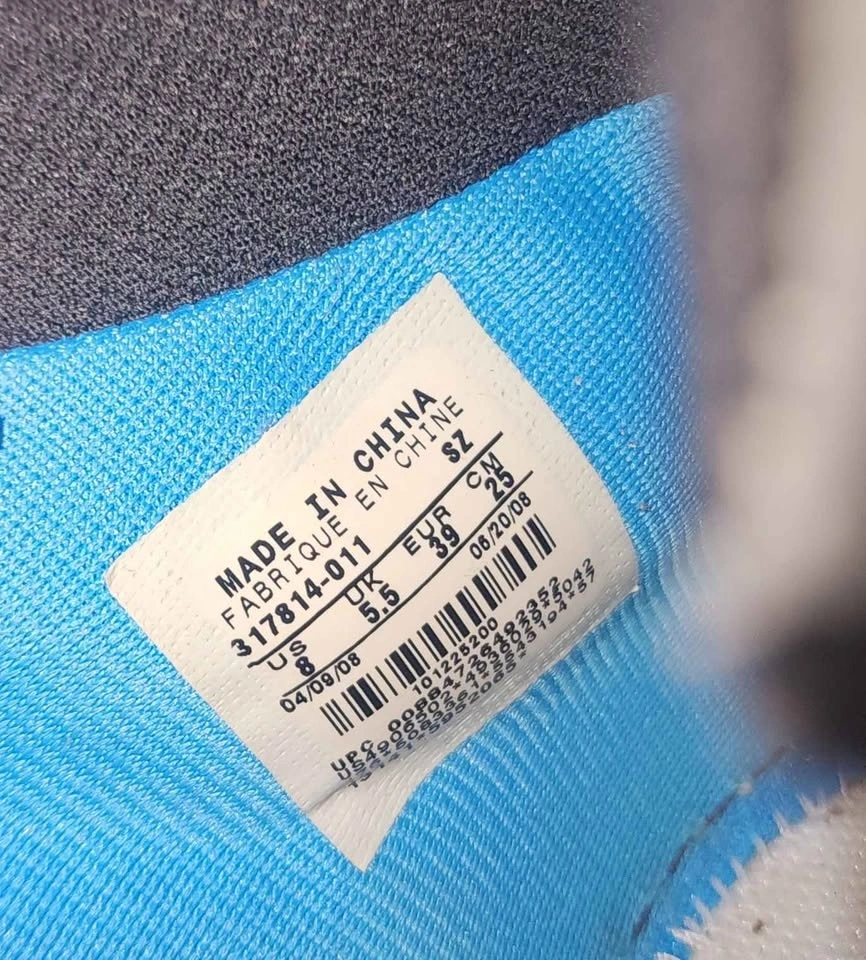 MADE IN CHINA
FABRIQUE EN CHINE
317814-011 SZ
US UK EUR CM
8 5.5 39 25
04/09/08 06/20/08
101225200
UPC